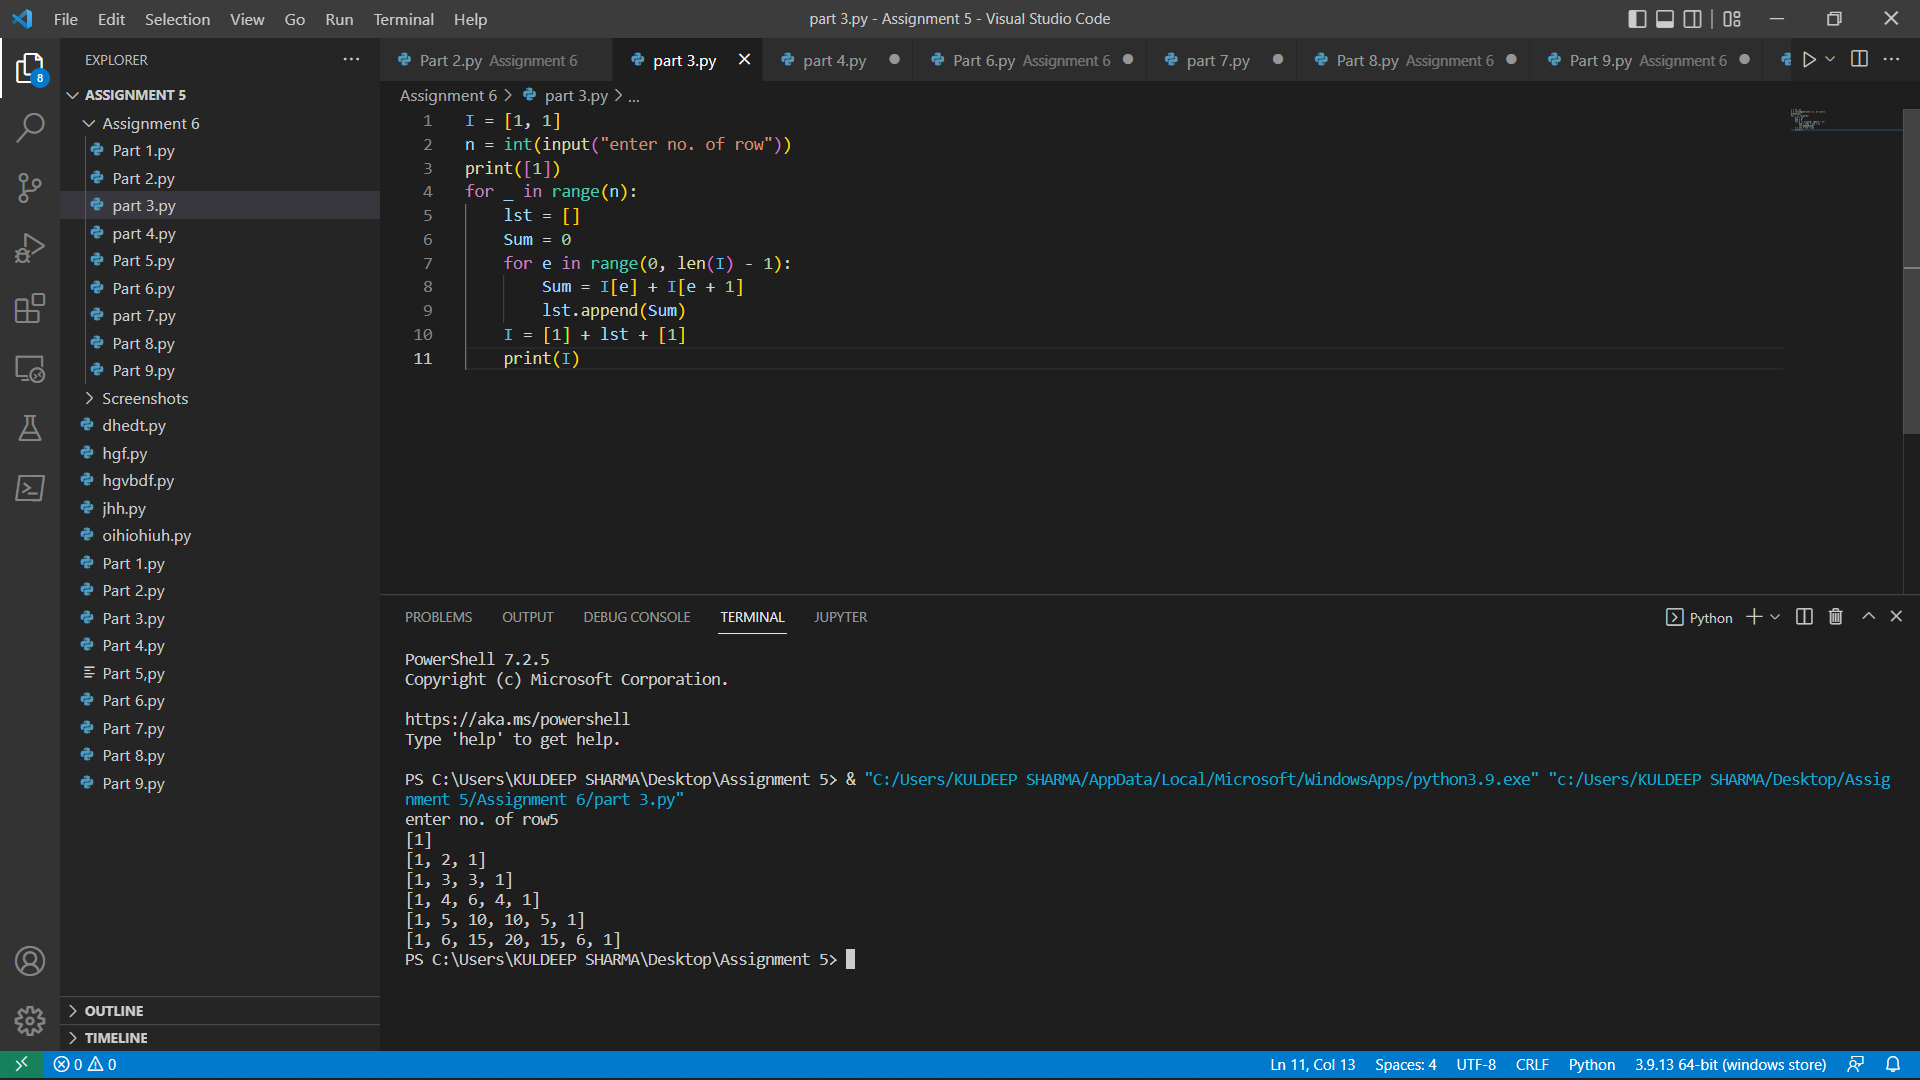 File Edit Selection View Go Run Terminal Help part 3.py - Assignment 5 - Visual Studio Code
EXPLORER
Part 2.py Assignment 6 part 3.py part 4.py Part 6.py Assignment 6 part 7.py Part 8.py Assignment 6 Part 9.py Assignment 6
8
ASSIGNMENT 5
Assignment 6
Part 1.py
Part 2.py
part 3.py
part 4.py
Part 5.py
Part 6.py
part 7.py
Part 8.py
Part 9.py
Screenshots
dhedt.py
hgf.py
hgvbdf.py
jhh.py
oihiohiuh.py
Part 1.py
Part 2.py
Part 3.py
Part 4.py
Part 5,py
Part 6.py
Part 7.py
Part 8.py
Part 9.py
OUTLINE
TIMELINE
Assignment 6 > part 3.py > ...
1 I = [1, 1]
2 n = int(input("enter no. of row"))
3 print([1])
4 for _ in range(n):
5     lst = []
6     Sum = 0
7     for e in range(0, len(I) - 1):
8         Sum = I[e] + I[e + 1]
9         lst.append(Sum)
10     I = [1] + lst + [1]
11     print(I)
PROBLEMS OUTPUT DEBUG CONSOLE TERMINAL JUPYTER
Python
PowerShell 7.2.5
Copyright (c) Microsoft Corporation.
https://aka.ms/powershell
Type 'help' to get help.
PS C:\Users\KULDEEP SHARMA\Desktop\Assignment 5> & "C:/Users/KULDEEP SHARMA/AppData/Local/Microsoft/WindowsApps/python3.9.exe" "c:/Users/KULDEEP SHARMA/Desktop/Assig
nment 5/Assignment 6/part 3.py"
enter no. of row5
[1]
[1, 2, 1]
[1, 3, 3, 1]
[1, 4, 6, 4, 1]
[1, 5, 10, 10, 5, 1]
[1, 6, 15, 20, 15, 6, 1]
PS C:\Users\KULDEEP SHARMA\Desktop\Assignment 5>
0 0 Ln 11, Col 13 Spaces: 4 UTF-8 CRLF Python 3.9.13 64-bit (windows store)